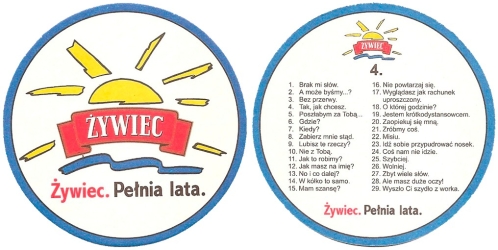 ŻYWIEC
Żywiec. Pełnia lata.
ŻYWIEC
4.
1. Brak mi słów.
2. A może byśmy...?
3. Bez przerwy.
4. Tak, jak chcesz.
5. Poszłabym za Tobą...
6. Gdzie?
7. Kiedy?
8. Zabierz mnie stąd.
9. Lubisz te rzeczy?
10. Nie z Tobą.
11. Jak to robimy?
12. Jak masz na imię?
13. No i co dalej?
14. W kółko to samo.
15. Mam szansę?
16. Nie powtarzaj się.
17. Wyglądasz jak rachunek
uproszczony.
18. O której godzinie?
19. Jestem krótkodystansowcem.
20. Zaopiekuj się mną.
21. Zróbmy coś.
22. Misiu.
23. Idź sobie przypudrować nosek.
24. Coś nam nie idzie.
25. Szybciej.
26. Wolniej.
27. Zbyt wiele słów.
28. Ale masz duże oczy!
29. Wyszło Ci szydło z worka.
Żywiec. Pełnia lata.